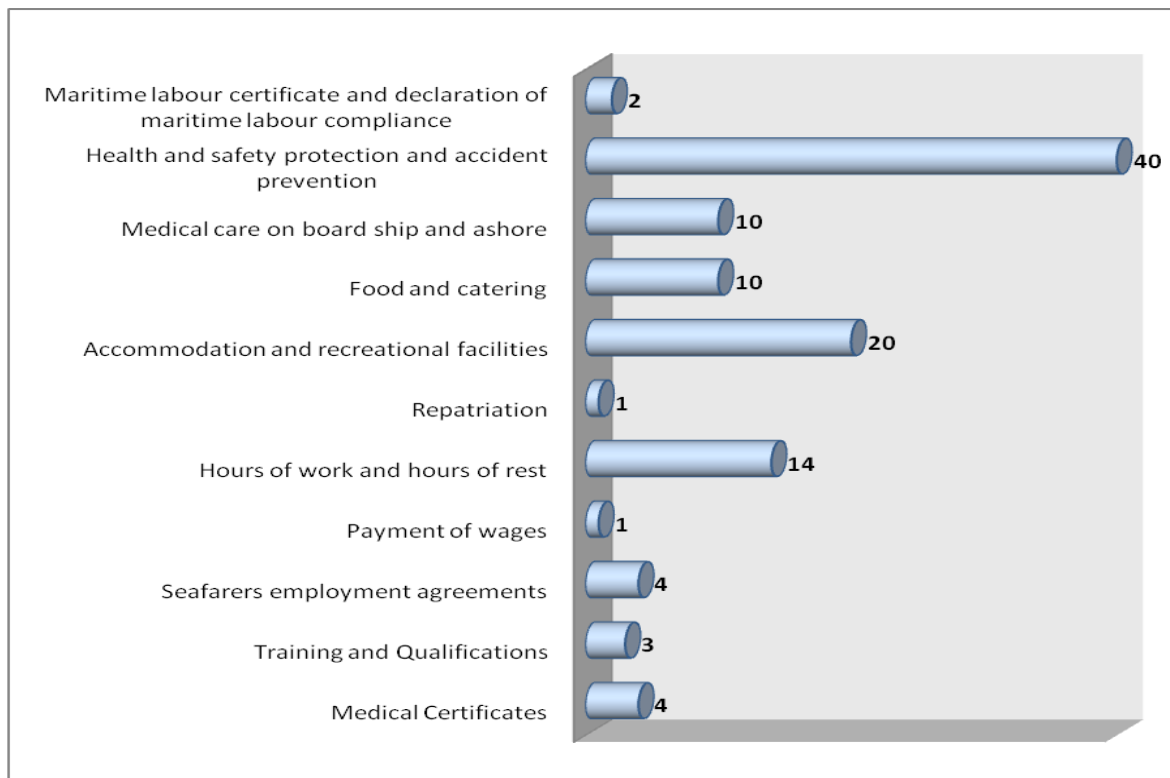 Maritime labour certificate and declaration of
maritime labour compliance
2
Health and safety protection and accident
prevention
40
Medical care on board ship and ashore
10
Food and catering
10
Accommodation and recreational facilities
20
Repatriation
1
Hours of work and hours of rest
14
Payment of wages
1
Seafarers employment agreements
4
Training and Qualifications
3
Medical Certificates
4